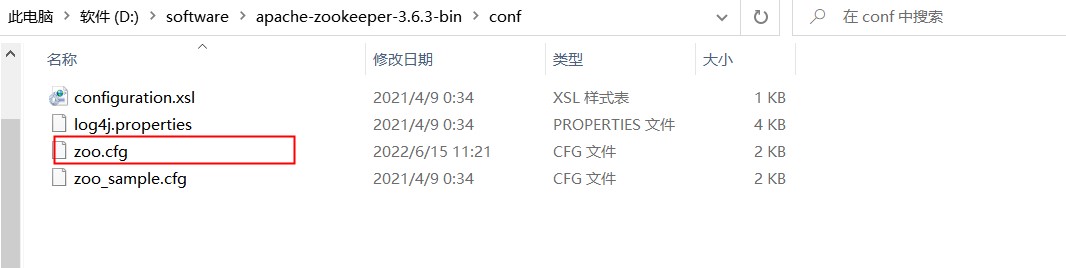 此电脑 › 软件 (D:) › software › apache-zookeeper-3.6.3-bin › conf 在 conf 中搜索
名称 修改日期 类型 大小
configuration.xsl 2021/4/9 0:34 XSL 样式表 1 KB
log4j.properties 2021/4/9 0:34 PROPERTIES 文件 4 KB
zoo.cfg 2022/6/15 11:21 CFG 文件 2 KB
zoo_sample.cfg 2021/4/9 0:34 CFG 文件 2 KB